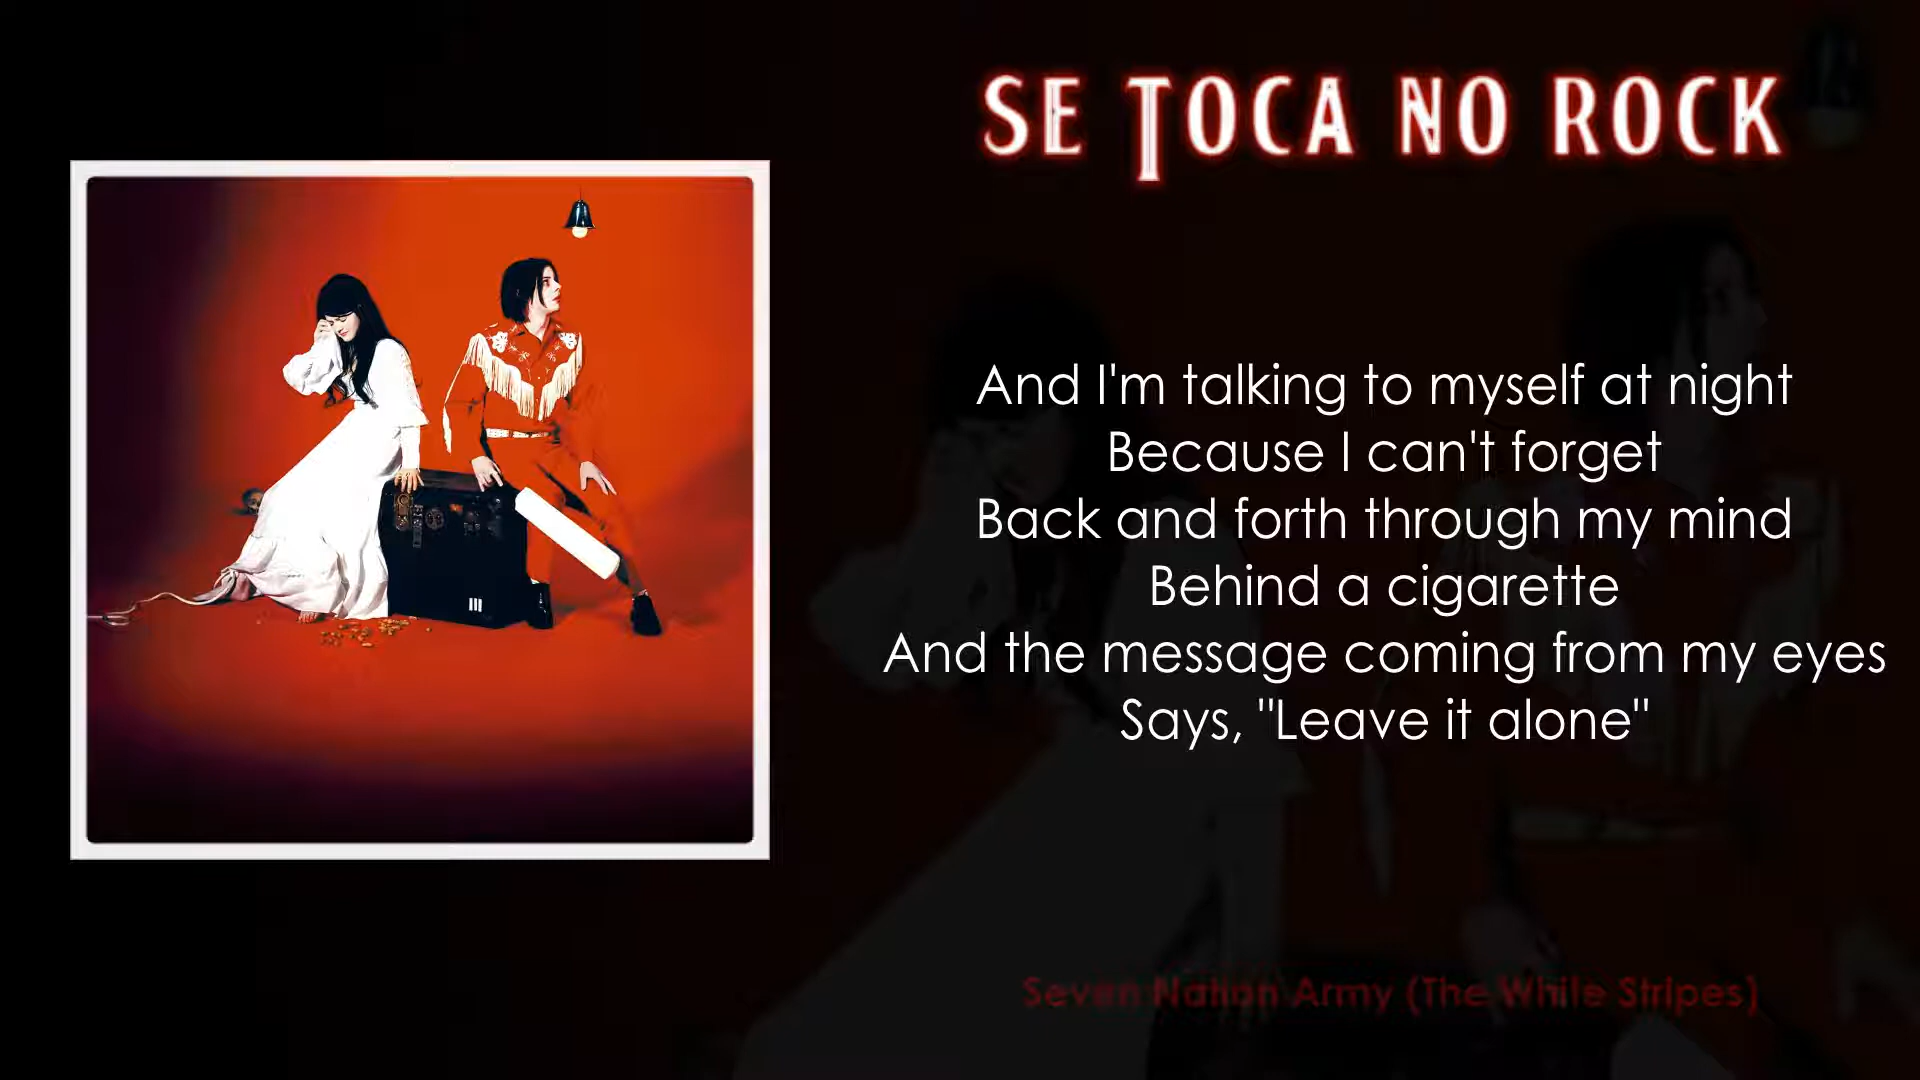 SE TOCA NO ROCK
And I'm talking to myself at night
Because I can't forget
Back and forth through my mind
Behind a cigarette
And the message coming from my eyes
Says, "Leave it alone"
Seven Nation Army (The White Stripes)